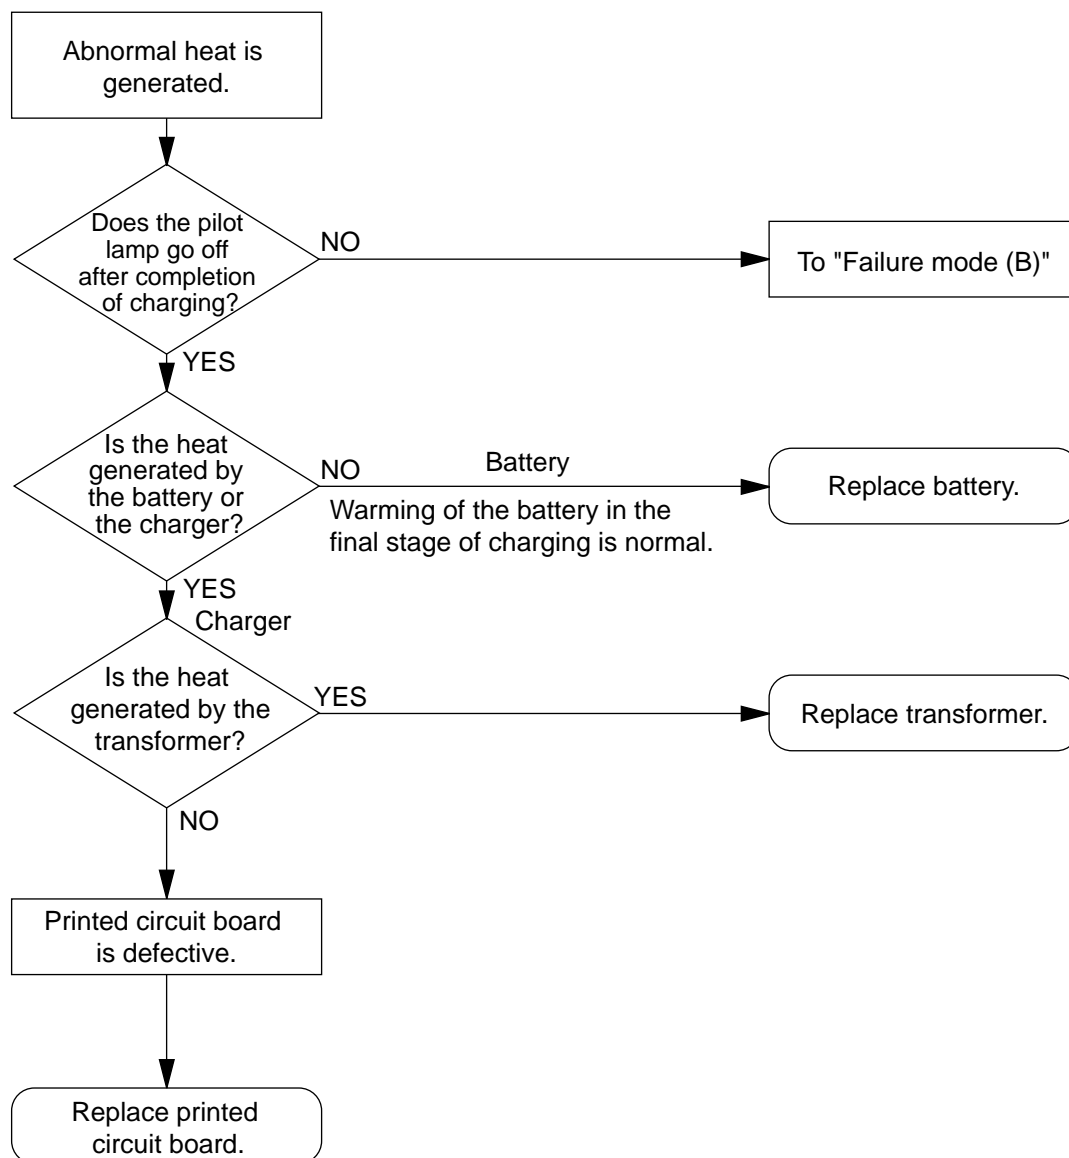 Abnormal heat is
generated.
Does the pilot
lamp go off
after completion
of charging?
NO
To "Failure mode (B)"
YES
Is the heat
generated by
the battery or
the charger?
NO
Battery
Warming of the battery in the
final stage of charging is normal.
Replace battery.
YES
Charger
Is the heat
generated by the
transformer?
YES
Replace transformer.
NO
Printed circuit board
is defective.
Replace printed
circuit board.